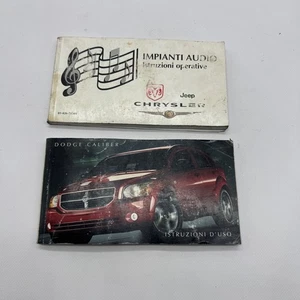 IMPIANTI AUDIO
Istruzioni operative
Jeep
CHRYSLER
DODGE CALIBER
ISTRUZIONI D'USO